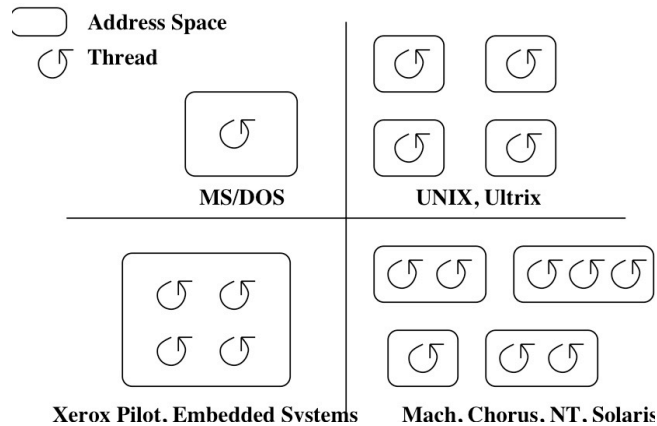 Address Space
Thread
MS/DOS
UNIX, Ultrix
Xerox Pilot, Embedded Systems
Mach, Chorus, NT, Solaris